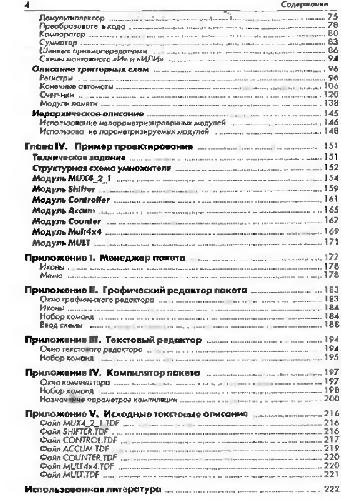 4 Содержание
Демультиплексор 75
Преобразователь кода 78
Компаратор 80
Сумматор 83
Шинные приемопередатчики 86
Схемы монтажного «И» и «ИЛИ» 94
Описание триггерных схем 96
Регистры 96
Конечные автоматы 106
Счетчики 120
Модули памяти 138
Иерархическое описание 145
Использование непараметризированных модулей 146
Использование параметризируемых модулей 148
Глава IV. Пример проектирования 151
Техническое задание 151
Структурная схема умножителя 152
Модуль MUX4_2_1 154
Модуль Shifter 159
Модуль Controller 161
Модуль Accum 165
Модуль Counter 167
Модуль Mult4x4 169
Модуль MULT 171
Приложение I. Менеджер пакета 177
Иконы 178
Меню 178
Приложение II. Графический редактор пакета 183
Окно графического редактора 183
Иконы 184
Набор команд 184
Ввод схемы 188
Приложение III. Текстовый редактор 194
Окно текстового редактора 194
Набор команд 195
Приложение IV. Компилятор пакета 197
Окно компилятора 197
Набор команд 198
Назначение параметров компиляции 200
Приложение V. Исходные текстовые описания 216
Файл MUX4_2_1.TDF 216
Файл SHIFTER.TDF 216
Файл CONTROL.TDF 217
Файл ACCUM.TDF 219
Файл COUNTER.TDF 220
Файл MULT4x4.TDF 220
Файл MULT.TDF 221
Использованная литература 222